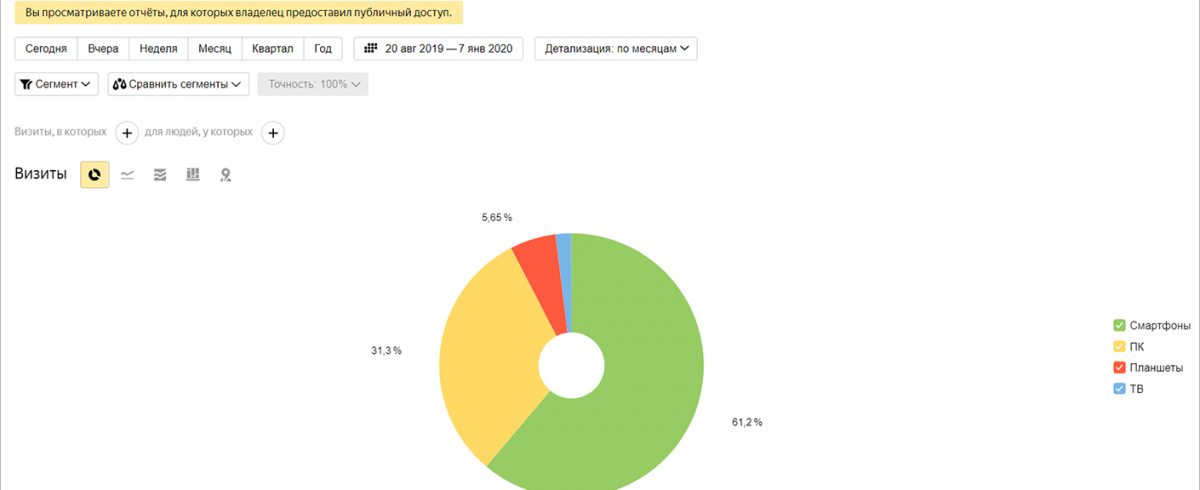 Вы просматриваете отчёты, для которых владелец предоставил публичный доступ.
Сегодня Вчера Неделя Месяц Квартал Год 20 авг 2019 — 7 янв 2020 Детализация: по месяцам
Сегмент Сравнить сегменты Точность: 100%
Визиты, в которых + для людей, у которых +
Визиты
5,65 %
31,3 %
61,2 %
Смартфоны
ПК
Планшеты
ТВ